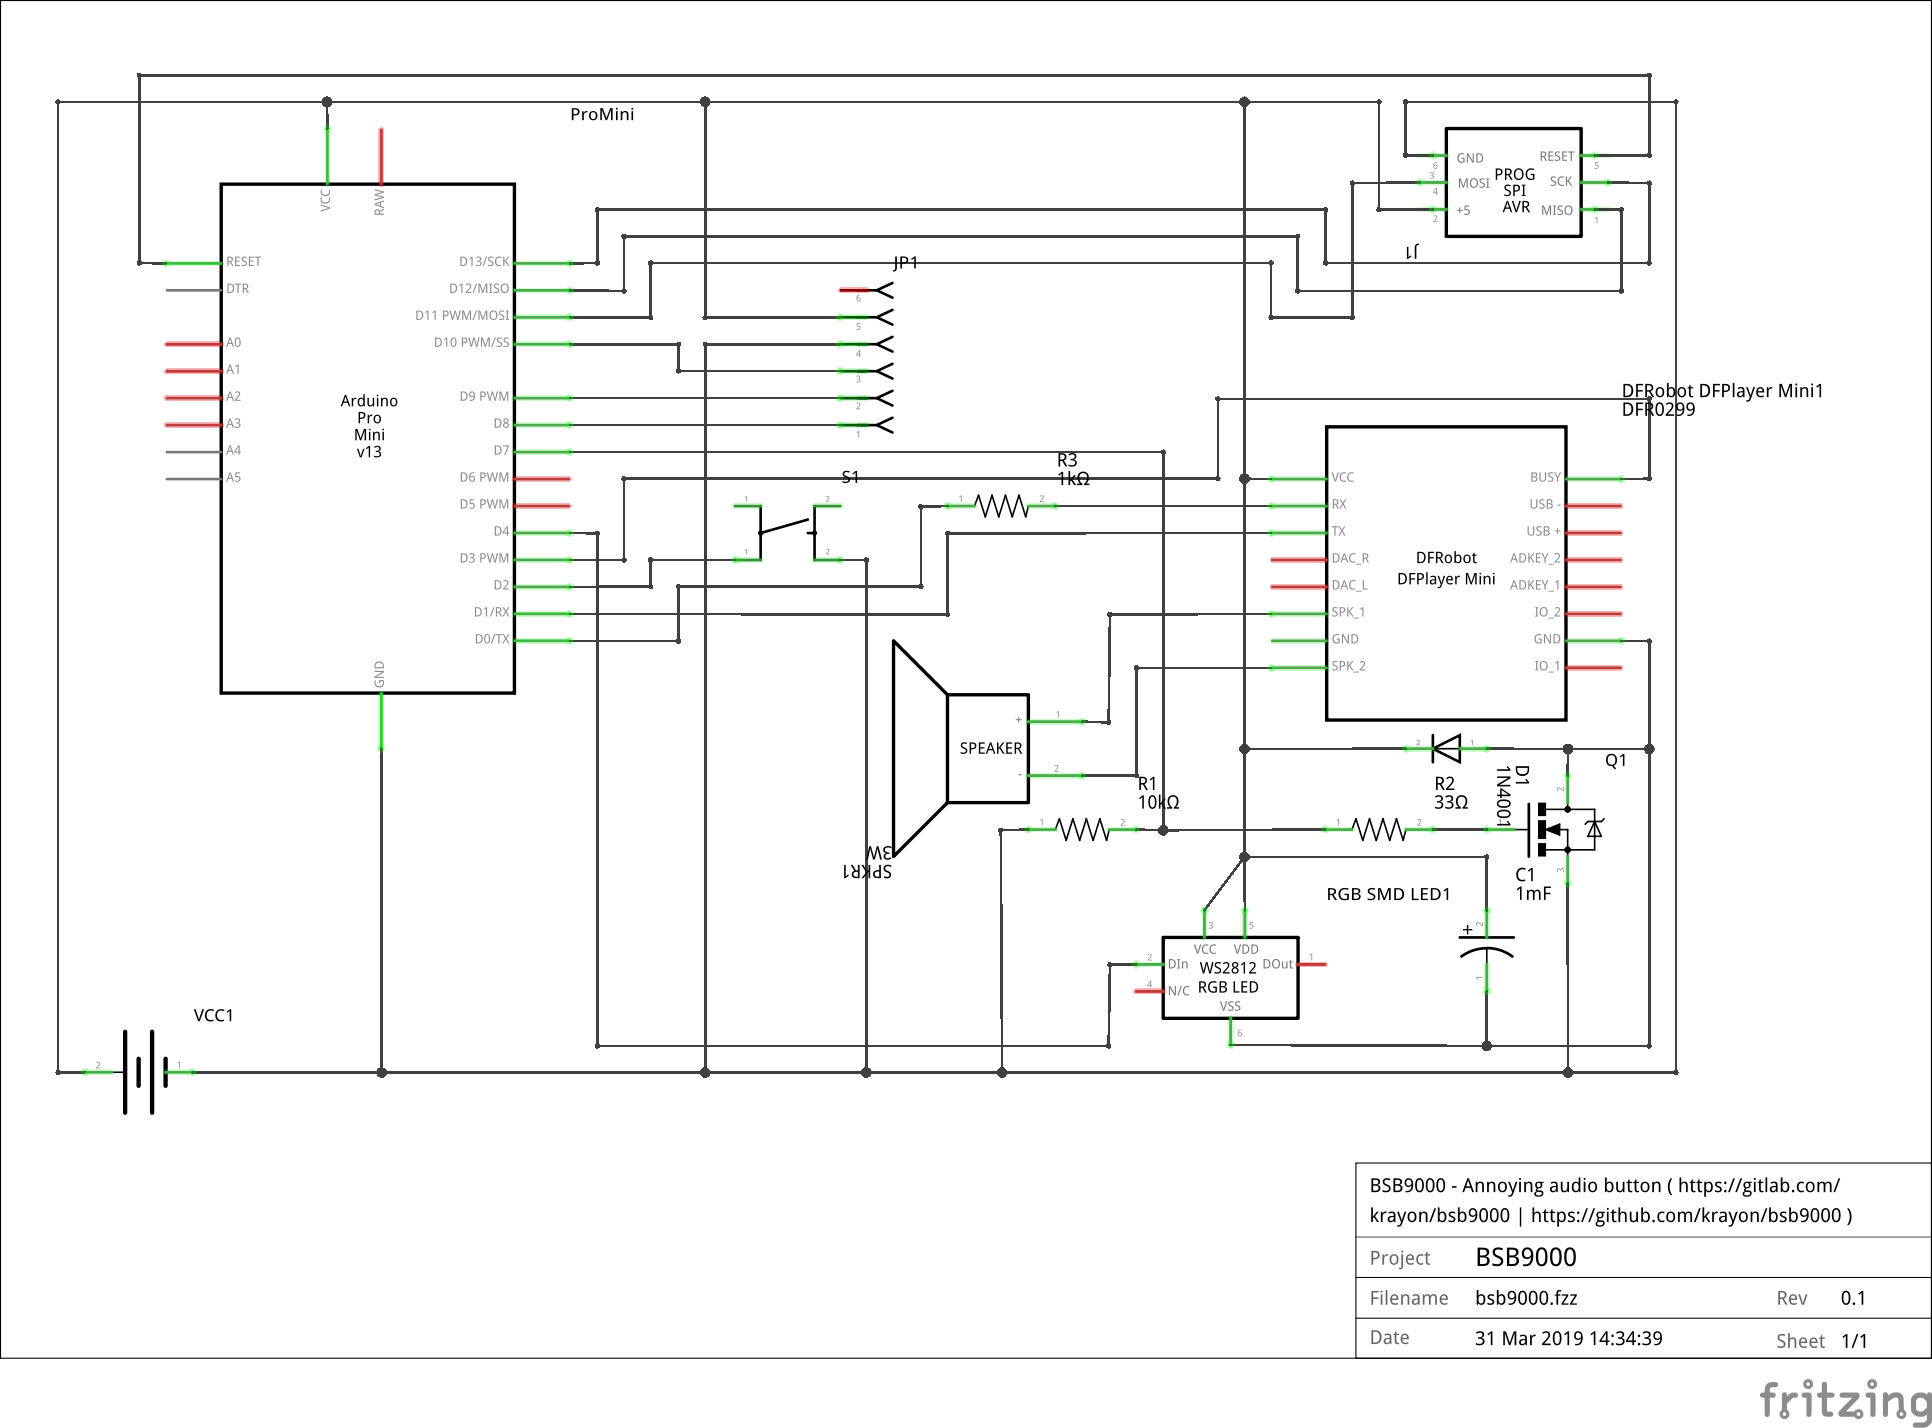 ProMini
VCC
RAW
RESET
DTR
A0
A1
A2
A3
A4
A5
Arduino
Pro
Mini
v13
D13/SCK
D12/MISO
D11 PWM/MOSI
D10 PWM/SS
D9 PWM
D8
D7
D6 PWM
D5 PWM
D4
D3 PWM
D2
D1/RX
D0/TX
GND
JP1
6
5
4
3
2
1
GND
MOSI
+5
PROG
SPI
AVR
RESET
SCK
MISO
6
3
4
2
5
1
J1
S1
1
2
1
2
R3
1kΩ
1
2
DFRobot DFPlayer Mini1
DFR0299
VCC
RX
TX
DAC_R
DAC_L
SPK_1
GND
SPK_2
DFRobot
DFPlayer Mini
BUSY
USB -
USB +
ADKEY_2
ADKEY_1
IO_2
GND
IO_1
SPEAKER
+
-
1
2
SPKR1
3W
R1
10kΩ
1
2
2
1
D1
1N4001
R2
33Ω
1
2
Q1
2
1
3
C1
1mF
+
2
1
RGB SMD LED1
3
5
VCC
VDD
2
DIn
WS2812
RGB LED
DOut
1
4
N/C
VSS
6
VCC1
2
1
BSB9000 - Annoying audio button ( https://gitlab.com/
krayon/bsb9000 | https://github.com/krayon/bsb9000 )
Project BSB9000
Filename bsb9000.fzz Rev 0.1
Date 31 Mar 2019 14:34:39 Sheet 1/1
fritzing